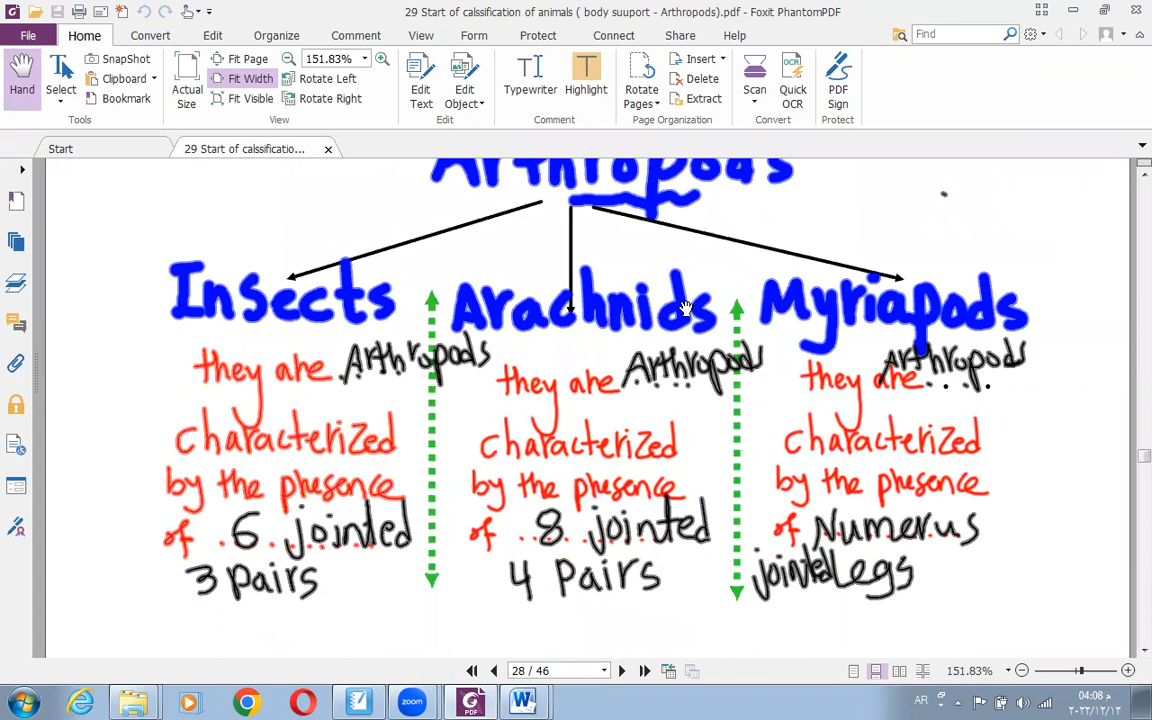 29 Start of calssification of animals ( body suuport - Arthropods).pdf - Foxit PhantomPDF
File Home Convert Edit Organize Comment View Form Protect Connect Share Help Find
Hand Select SnapShot Clipboard Bookmark
Actual Size Fit Page Fit Width Fit Visible 151.83% Rotate Left Rotate Right
Edit Text Edit Object Typewriter Highlight
Rotate Pages Insert Delete Extract
Scan Quick OCR PDF Sign
Tools View Edit Comment Page Organization Convert Protect
Start 29 Start of calssificatio...
Arthropods
Insects Arachnids Myriapods
they are Arthropods
characterized
by the presence
of 6 jointed
3 Pairs
they are Arthropods
characterized
by the presence
of 8 jointed
4 Pairs
they are Arthropods
characterized
by the presence
of Numerus
jointed Legs
28 / 46 151.83%
zoom PDF AR 04:08 م
٢٠٢٢/١٢/١٢